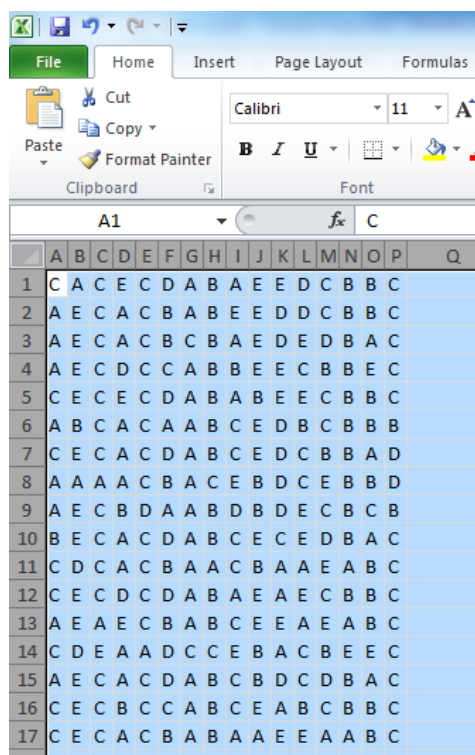 File Home Insert Page Layout Formulas
Cut
Calibri 11 A
Copy
Paste
Format Painter
B I U
Clipboard Font
A1 fx C
A B C D E F G H I J K L M N O P Q
1 C A C E C D A B A E E D C B B C
2 A E C A C B A B E E D D C B B C
3 A E C A C B C B A E D E D B A C
4 A E C D C C A B B E E C B B E C
5 C E C E C D A B A B E E C B B C
6 A B C A C A A B C E D B C B B B
7 C E C A C D A B C E D C B B A D
8 A A A A C B A C E B D C E B B D
9 A E C B D A A B D B D E C B C B
10 B E C A C D A B C E C E D B A C
11 C D C A C B A A C B A A E A B C
12 C E C D C D A B A E A E C B B C
13 A E A E C B A B C E E A E A B C
14 C D E A A D C C E B A C B E E C
15 A E C A C D A B C B D C D B A C
16 C E C B C C A B C E A B C B B C
17 C E C A C B A B A A E E A A B C